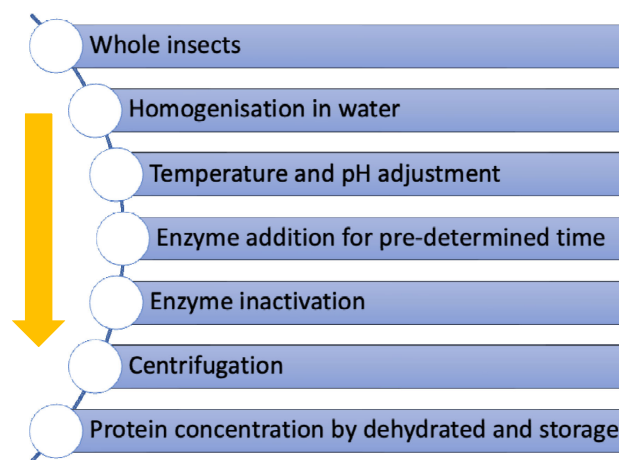 Whole insects
Homogenisation in water
Temperature and pH adjustment
Enzyme addition for pre-determined time
Enzyme inactivation
Centrifugation
Protein concentration by dehydrated and storage